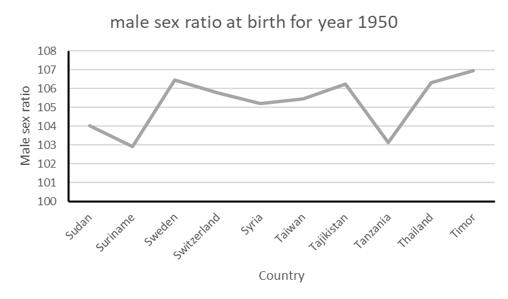 male sex ratio at birth for year 1950
Male sex ratio
108
107
106
105
104
103
102
101
100
Sudan
Suriname
Sweden
Switzerland
Syria
Taiwan
Tajikistan
Tanzania
Thailand
Timor
Country